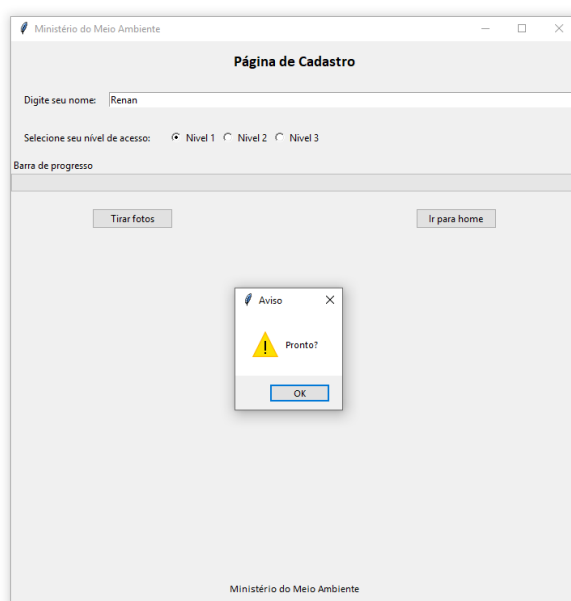 Ministério do Meio Ambiente
Página de Cadastro
Digite seu nome: Renan
Selecione seu nível de acesso: Nivel 1 Nivel 2 Nivel 3
Barra de progresso
Tirar fotos Ir para home
Aviso
Pronto?
OK
Ministério do Meio Ambiente